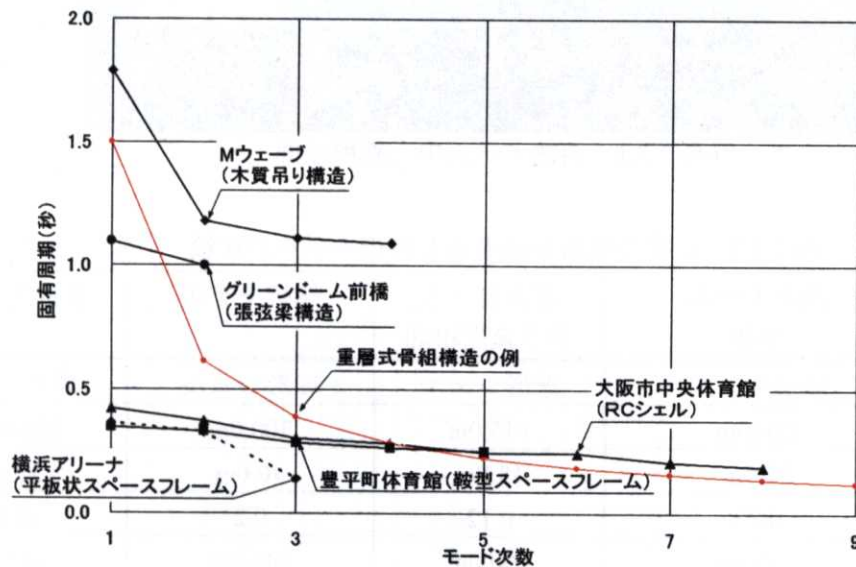 2.0
1.5
1.0
0.5
0.0
固有周期(秒)
Mウェーブ
(木質吊り構造)
グリーンドーム前橋
(張弦梁構造)
重層式骨組構造の例
大阪市中央体育館
(RCシェル)
横浜アリーナ
(平板状スペースフレーム)
豊平町体育館(鞍型スペースフレーム)
1
3
5
7
9
モード次数